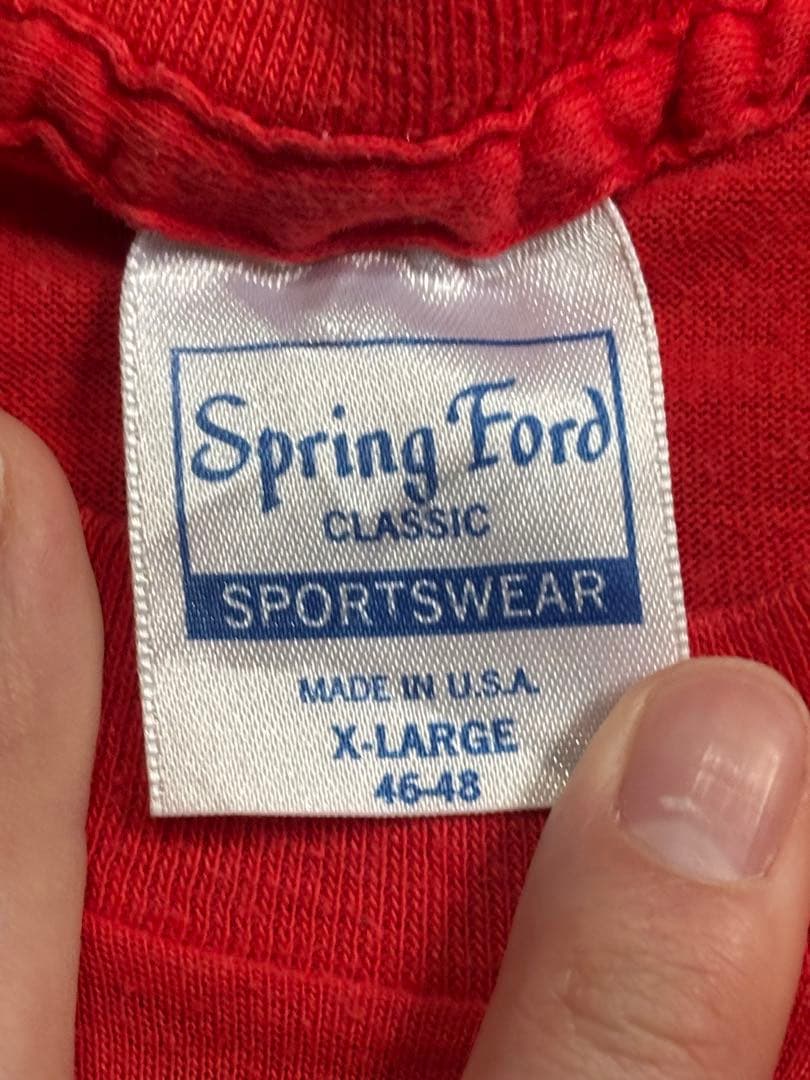 Spring Ford
CLASSIC
SPORTSWEAR
MADE IN U.S.A.
X-LARGE
46-48